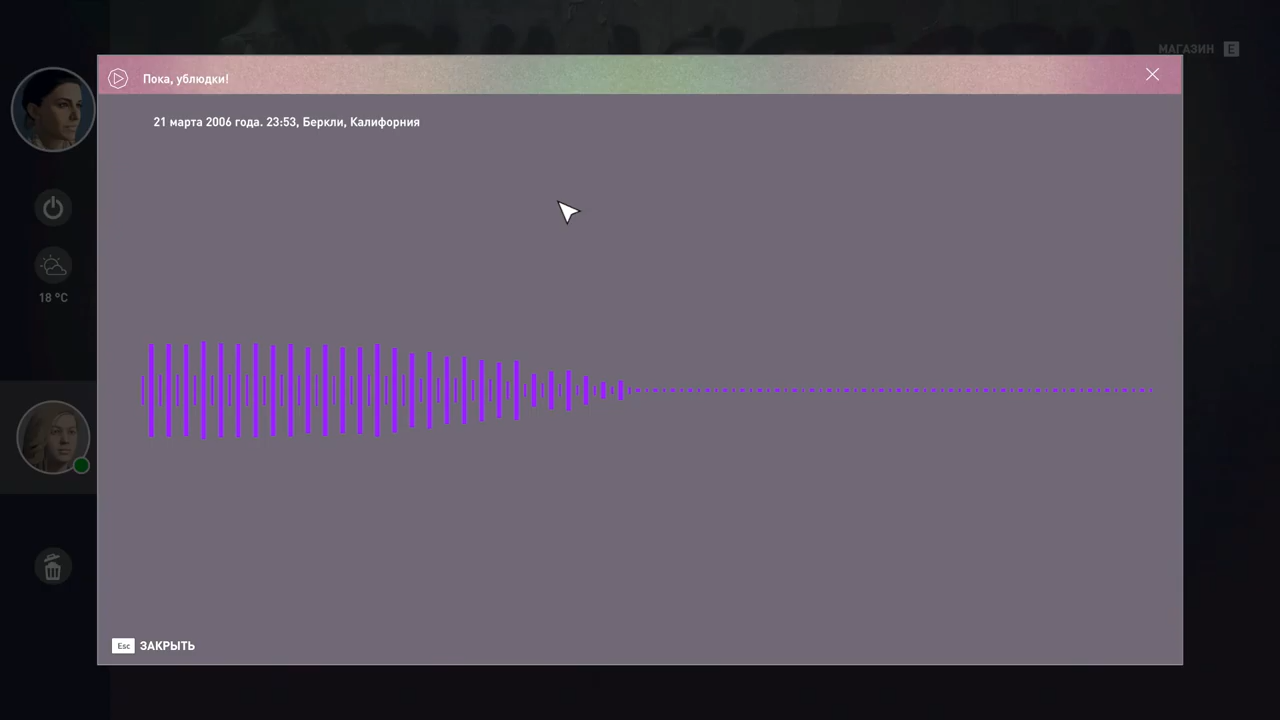 МАГАЗИН E
Пока, ублюдки!
21 марта 2006 года. 23:53, Беркли, Калифорния
18 °C
Esc ЗАКРЫТЬ